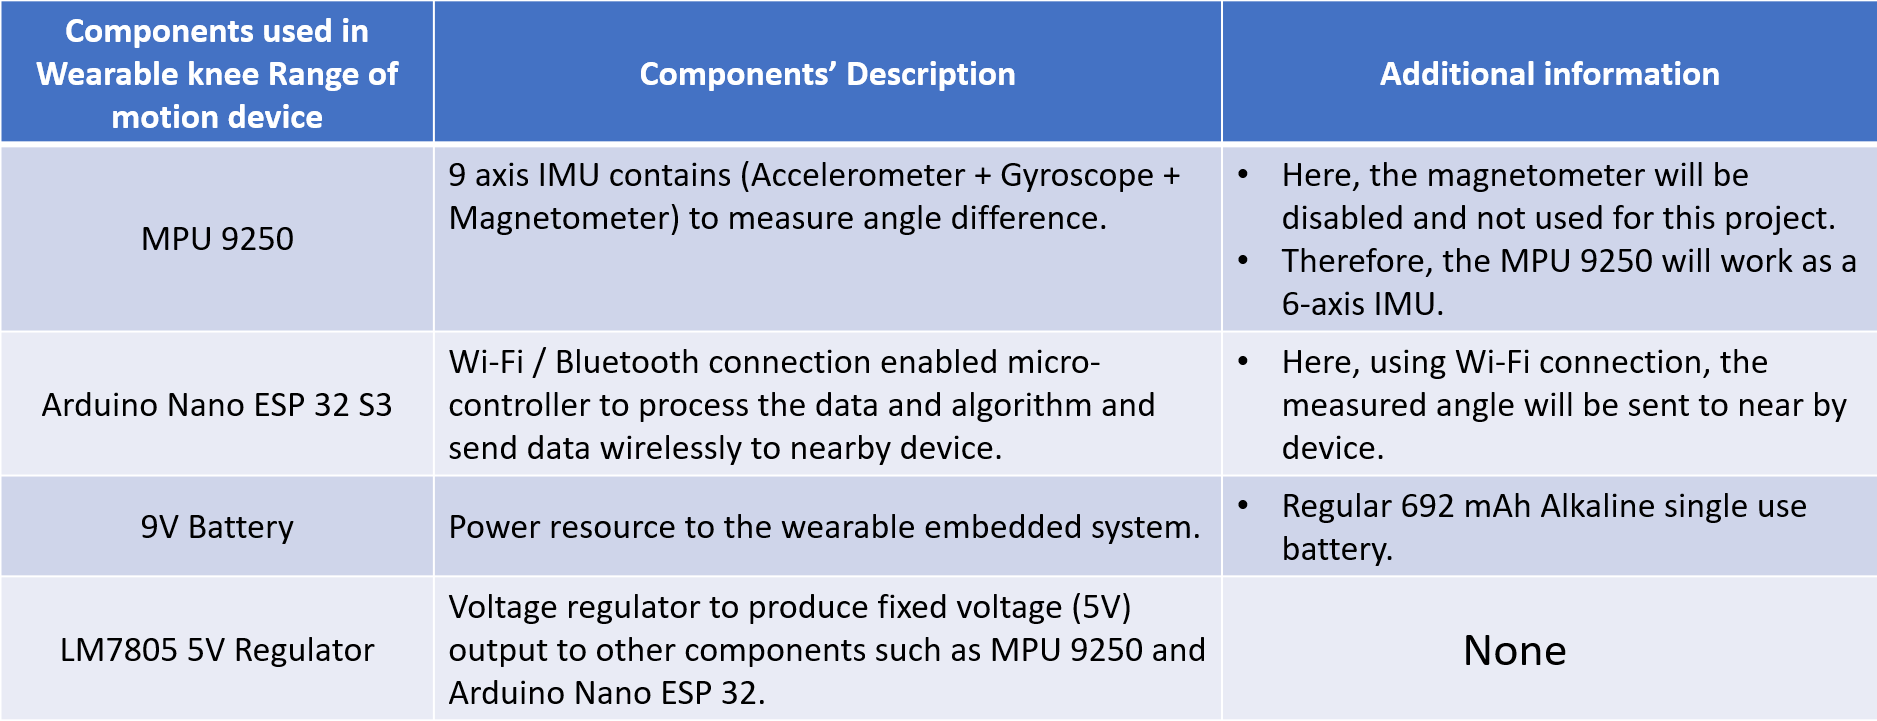 Components used in
Wearable knee Range of
motion device
Components’ Description
Additional information
MPU 9250
9 axis IMU contains (Accelerometer + Gyroscope +
Magnetometer) to measure angle difference.
• Here, the magnetometer will be
disabled and not used for this project.
• Therefore, the MPU 9250 will work as a
6-axis IMU.
Arduino Nano ESP 32 S3
Wi-Fi / Bluetooth connection enabled micro-
controller to process the data and algorithm and
send data wirelessly to nearby device.
• Here, using Wi-Fi connection, the
measured angle will be sent to near by
device.
9V Battery
Power resource to the wearable embedded system.
• Regular 692 mAh Alkaline single use
battery.
LM7805 5V Regulator
Voltage regulator to produce fixed voltage (5V)
output to other components such as MPU 9250 and
Arduino Nano ESP 32.
None